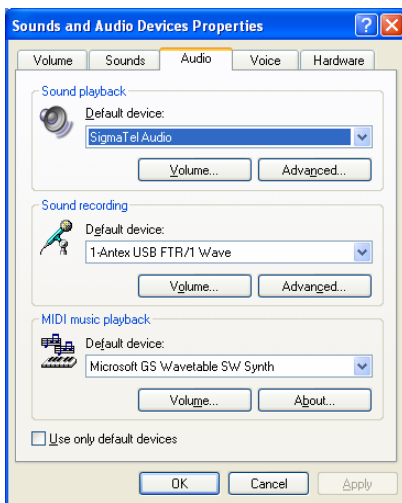 Sounds and Audio Devices Properties
Volume Sounds Audio Voice Hardware
Sound playback
Default device:
SigmaTel Audio
Volume... Advanced...
Sound recording
Default device:
1-Antex USB FTR/1 Wave
Volume... Advanced...
MIDI music playback
Default device:
Microsoft GS Wavetable SW Synth
Volume... About...
Use only default devices
OK Cancel Apply